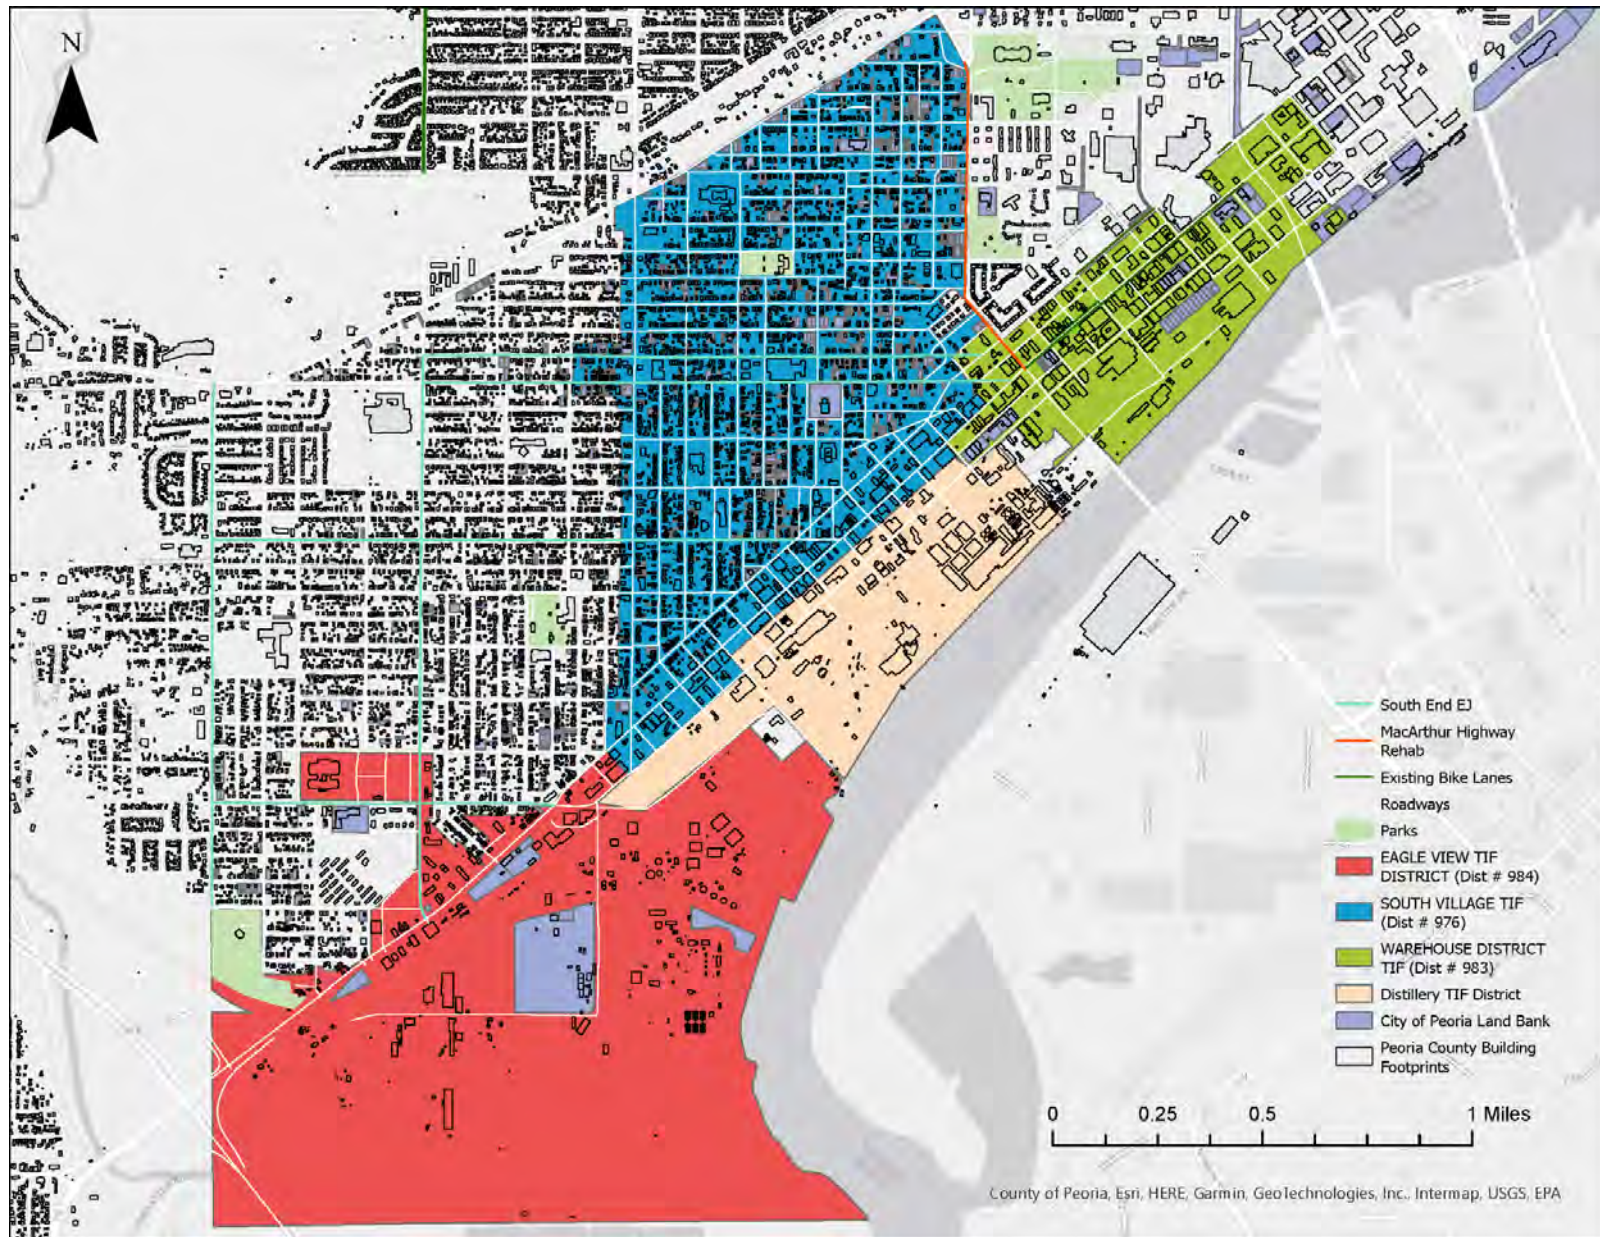 N
South End EJ
MacArthur Highway
Rehab
Existing Bike Lanes
Roadways
Parks
EAGLE VIEW TIF
DISTRICT (Dist # 984)
SOUTH VILLAGE TIF
(Dist # 976)
WAREHOUSE DISTRICT
TIF (Dist # 983)
Distillery TIF District
City of Peoria Land Bank
Peoria County Building
Footprints
0 0.25 0.5 1 Miles
County of Peoria, Esri, HERE, Garmin, GeoTechnologies, Inc., Intermap, USGS, EPA